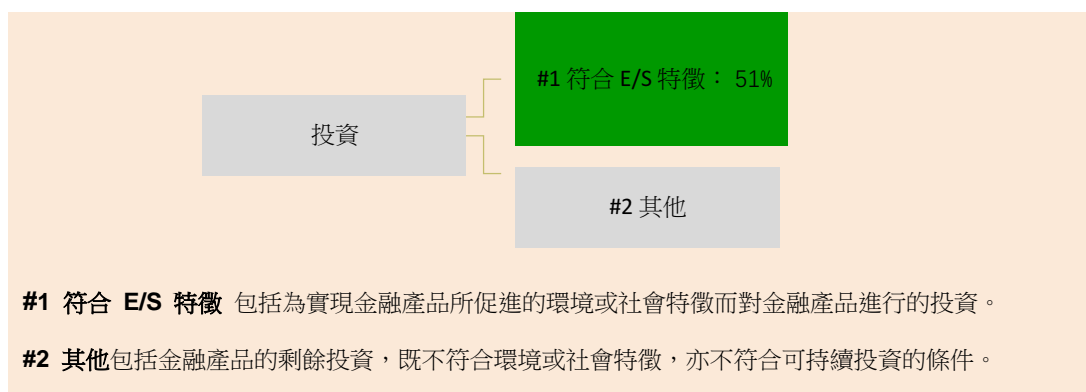 #1 符合 E/S 特徵： 51%
投資
#2 其他
#1 符合 E/S 特徵 包括為實現金融產品所促進的環境或社會特徵而對金融產品進行的投資。
#2 其他包括金融產品的剩餘投資，既不符合環境或社會特徵，亦不符合可持續投資的條件。